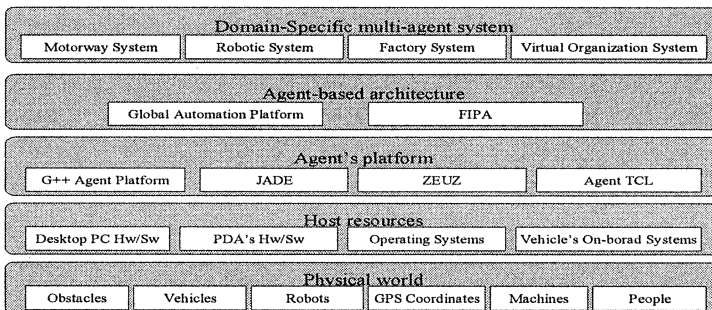 Domain-Specific multi-agent system
Motorway System
Robotic System
Factory System
Virtual Organization System
Agent-based architecture
Global Automation Platform
FIPA
Agent's platform
G++ Agent Platform
JADE
ZEUZ
Agent TCL
Host resources
Desktop PC Hw/Sw
PDA's Hw/Sw
Operating Systems
Vehicle's On-borad Systems
Physical world
Obstacles
Vehicles
Robots
GPS Coordinates
Machines
People